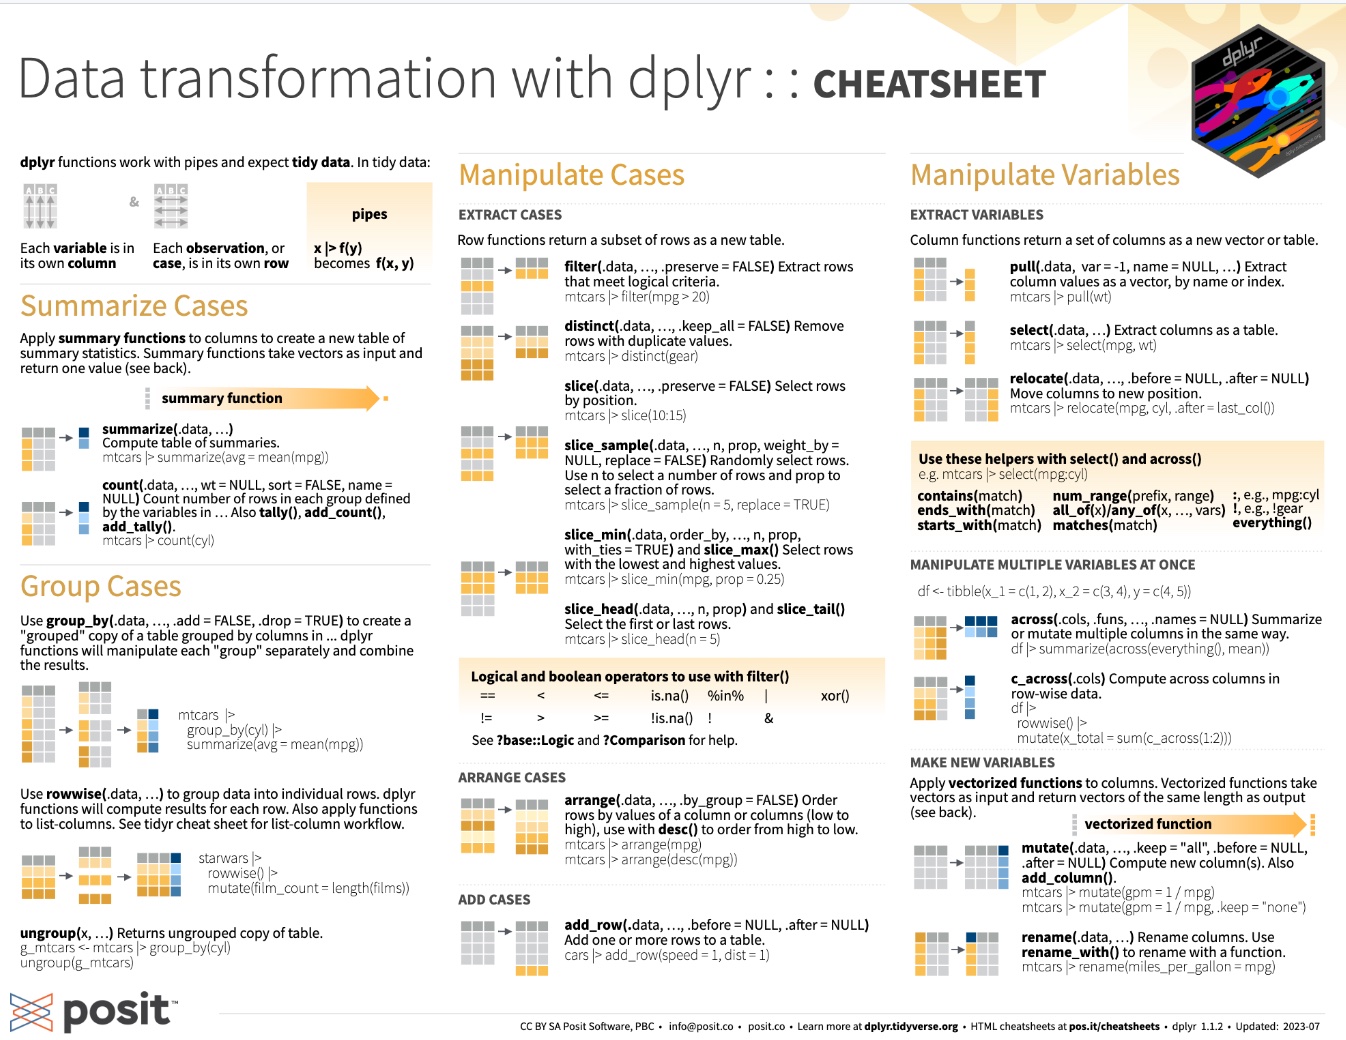 Data transformation with dplyr : : CHEATSHEET
dplyr
dplyr functions work with pipes and expect tidy data. In tidy data:
A B C
&
A B C
Each variable is in
its own column
Each observation, or
case, is in its own row
pipes
x |> f(y)
becomes f(x, y)
Summarize Cases
Apply summary functions to columns to create a new table of
summary statistics. Summary functions take vectors as input and
return one value (see back).
summary function
summarize(.data, …)
Compute table of summaries.
mtcars |> summarize(avg = mean(mpg))
count(.data, …, wt = NULL, sort = FALSE, name =
NULL) Count number of rows in each group defined
by the variables in … Also tally(), add_count(),
add_tally().
mtcars |> count(cyl)
Group Cases
Use group_by(.data, …, .add = FALSE, .drop = TRUE) to create a
"grouped" copy of a table grouped by columns in ... dplyr
functions will manipulate each "group" separately and combine
the results.
mtcars |>
group_by(cyl) |>
summarize(avg = mean(mpg))
Use rowwise(.data, …) to group data into individual rows. dplyr
functions will compute results for each row. Also apply functions
to list-columns. See tidyr cheat sheet for list-column workflow.
starwars |>
rowwise() |>
mutate(film_count = length(films))
ungroup(x, …) Returns ungrouped copy of table.
g_mtcars <- mtcars |> group_by(cyl)
ungroup(g_mtcars)
Manipulate Cases
EXTRACT CASES
Row functions return a subset of rows as a new table.
filter(.data, …, .preserve = FALSE) Extract rows
that meet logical criteria.
mtcars |> filter(mpg > 20)
distinct(.data, …, .keep_all = FALSE) Remove
rows with duplicate values.
mtcars |> distinct(gear)
slice(.data, …, .preserve = FALSE) Select rows
by position.
mtcars |> slice(10:15)
slice_sample(.data, …, n, prop, weight_by =
NULL, replace = FALSE) Randomly select rows.
Use n to select a number of rows and prop to
select a fraction of rows.
mtcars |> slice_sample(n = 5, replace = TRUE)
slice_min(.data, order_by, …, n, prop,
with_ties = TRUE) and slice_max() Select rows
with the lowest and highest values.
mtcars |> slice_min(mpg, prop = 0.25)
slice_head(.data, …, n, prop) and slice_tail()
Select the first or last rows.
mtcars |> slice_head(n = 5)
Logical and boolean operators to use with filter()
== < <= is.na() %in% | xor()
!= > >= !is.na() ! &
See ?base::Logic and ?Comparison for help.
ARRANGE CASES
arrange(.data, …, .by_group = FALSE) Order
rows by values of a column or columns (low to
high), use with desc() to order from high to low.
mtcars |> arrange(mpg)
mtcars |> arrange(desc(mpg))
ADD CASES
add_row(.data, …, .before = NULL, .after = NULL)
Add one or more rows to a table.
cars |> add_row(speed = 1, dist = 1)
Manipulate Variables
EXTRACT VARIABLES
Column functions return a set of columns as a new vector or table.
pull(.data, var = -1, name = NULL, …) Extract
column values as a vector, by name or index.
mtcars |> pull(wt)
select(.data, …) Extract columns as a table.
mtcars |> select(mpg, wt)
relocate(.data, …, .before = NULL, .after = NULL)
Move columns to new position.
mtcars |> relocate(mpg, cyl, .after = last_col())
Use these helpers with select() and across()
e.g. mtcars |> select(mpg:cyl)
contains(match) num_range(prefix, range) :, e.g., mpg:cyl
ends_with(match) all_of(x)/any_of(x, …, vars) !, e.g., !gear
starts_with(match) matches(match) everything()
MANIPULATE MULTIPLE VARIABLES AT ONCE
df <- tibble(x_1 = c(1, 2), x_2 = c(3, 4), y = c(4, 5))
across(.cols, .funs, …, .names = NULL) Summarize
or mutate multiple columns in the same way.
df |> summarize(across(everything(), mean))
c_across(.cols) Compute across columns in
row-wise data.
df |>
rowwise() |>
mutate(x_total = sum(c_across(1:2)))
MAKE NEW VARIABLES
Apply vectorized functions to columns. Vectorized functions take
vectors as input and return vectors of the same length as output
(see back).
vectorized function
mutate(.data, …, .keep = "all", .before = NULL,
.after = NULL) Compute new column(s). Also
add_column().
mtcars |> mutate(gpm = 1 / mpg)
mtcars |> mutate(gpm = 1 / mpg, .keep = "none")
rename(.data, …) Rename columns. Use
rename_with() to rename with a function.
mtcars |> rename(miles_per_gallon = mpg)
posit™
CC BY SA Posit Software, PBC • info@posit.co • posit.co • Learn more at dplyr.tidyverse.org • HTML cheatsheets at pos.it/cheatsheets • dplyr 1.1.2 • Updated: 2023-07